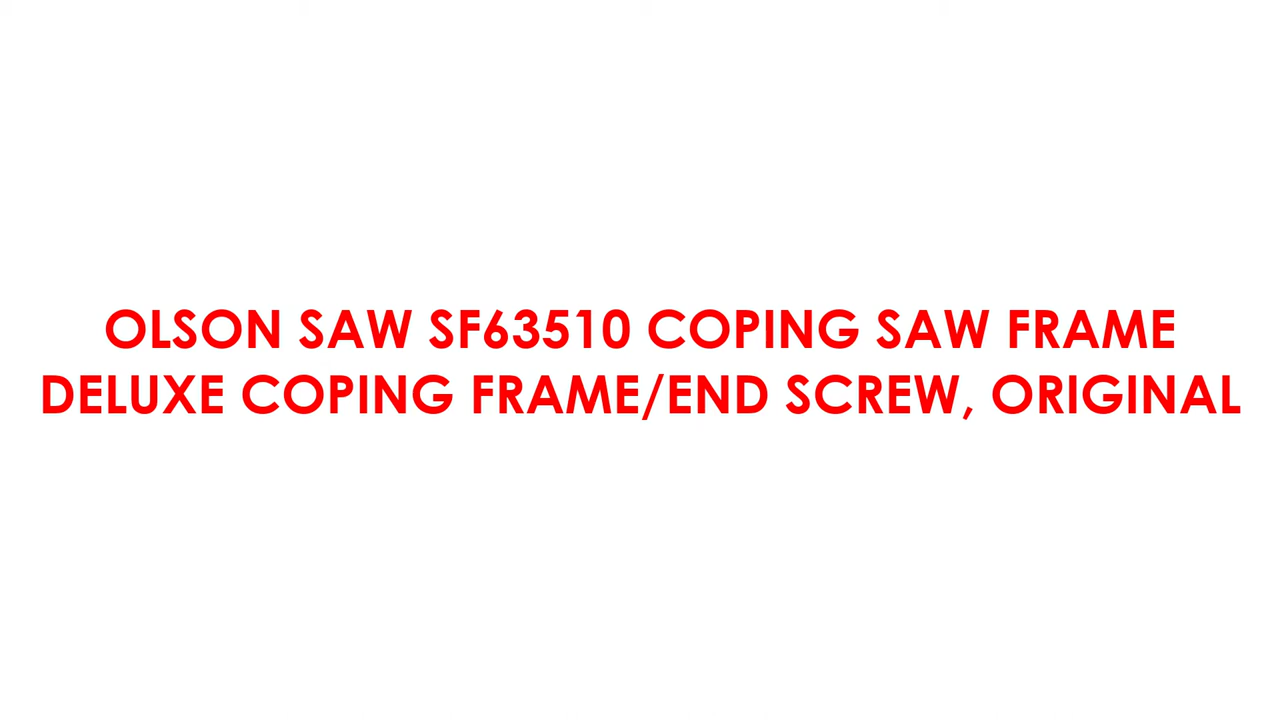 OLSON SAW SF63510 COPING SAW FRAME
DELUXE COPING FRAME/END SCREW, ORIGINAL